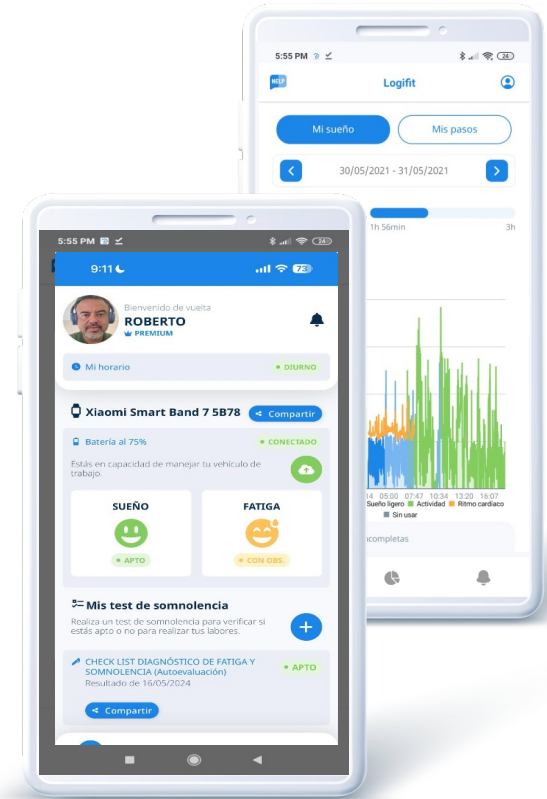 5:55 PM
24
HELP
Logifit
Mi sueño
Mis pasos
30/05/2021 - 31/05/2021
1h 56min
3h
14 05:00 07:47 10:34 13:20 16:07
Sueño ligero Actividad Ritmo cardíaco
Sin usar
completas
5:55 PM
24
9:11
73
Bienvenido de vuelta
ROBERTO
PREMIUM
Mi horario
DIURNO
Xiaomi Smart Band 7 5B78
Compartir
Batería al 75%
CONECTADO
Estás en capacidad de manejar tu vehículo de
trabajo.
SUEÑO
FATIGA
APTO
CON OBS.
Mis test de somnolencia
Realiza un test de somnolencia para verificar si
estás apto o no para realizar tus labores.
CHECK LIST DIAGNÓSTICO DE FATIGA Y
SOMNOLENCIA (Autoevaluación)
APTO
Resultado de 16/05/2024
Compartir